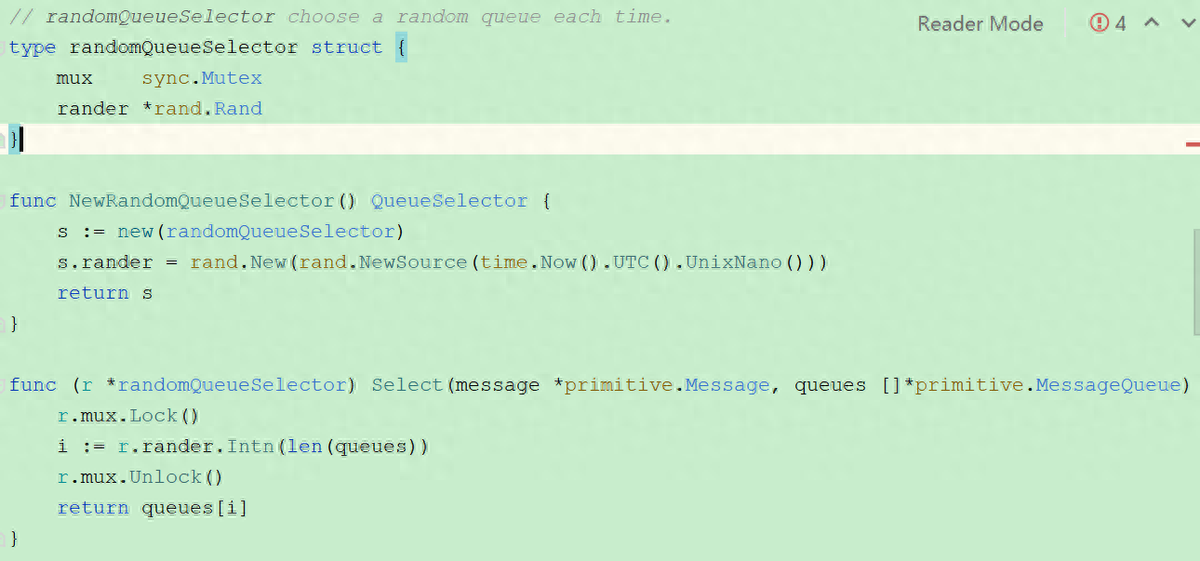 // randomQueueSelector choose a random queue each time.
Reader Mode
4
type randomQueueSelector struct {
    mux    sync.Mutex
    rander *rand.Rand
}
func NewRandomQueueSelector() QueueSelector {
    s := new(randomQueueSelector)
    s.rander = rand.New(rand.NewSource(time.Now().UTC().UnixNano()))
    return s
}
func (r *randomQueueSelector) Select(message *primitive.Message, queues []*primitive.MessageQueue)
    r.mux.Lock()
    i := r.rander.Intn(len(queues))
    r.mux.Unlock()
    return queues[i]
}